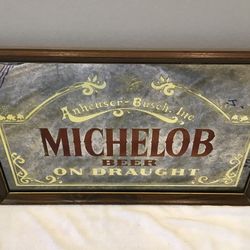 Anheuser-Busch, Inc.
MICHELOB
BEER
ON DRAUGHT